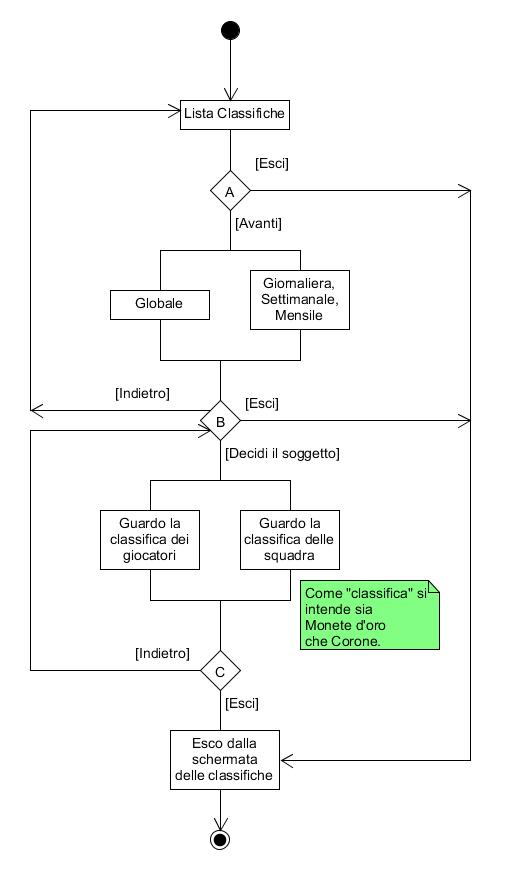 Lista Classifiche
[Esci]
A
[Avanti]
Globale
Giornaliera,
Settimanale,
Mensile
[Indietro]
[Esci]
B
[Decidi il soggetto]
Guardo la
classifica dei
giocatori
Guardo la
classifica delle
squadra
Come "classifica" si
intende sia
Monete d'oro
che Corone.
[Indietro]
C
[Esci]
Esco dalla
schermata
delle classifiche